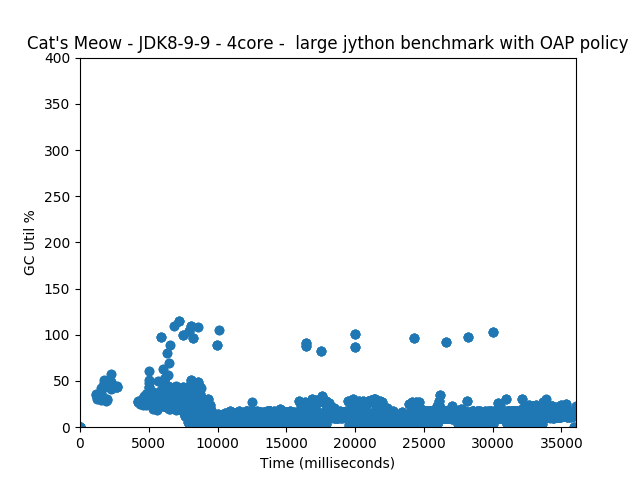 Cat's Meow - JDK8-9-9 - 4core -  large jython benchmark with OAP policy
400
350
300
250
200
150
100
50
0
GC Util %
0 5000 10000 15000 20000 25000 30000 35000
Time (milliseconds)